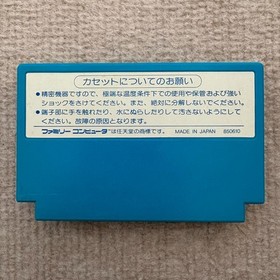 カセットについてのお願い
●精密機器ですので、極端な温度条件下での使用や保管および強い
ショックをさけてください。また、絶対に分解しないでください。
●端子部に手を触れたり、水にぬらしたりして汚さないようにして
ください。故障の原因となります。
ファミリーコンピュータは任天堂の商標です。 MADE IN JAPAN 860610